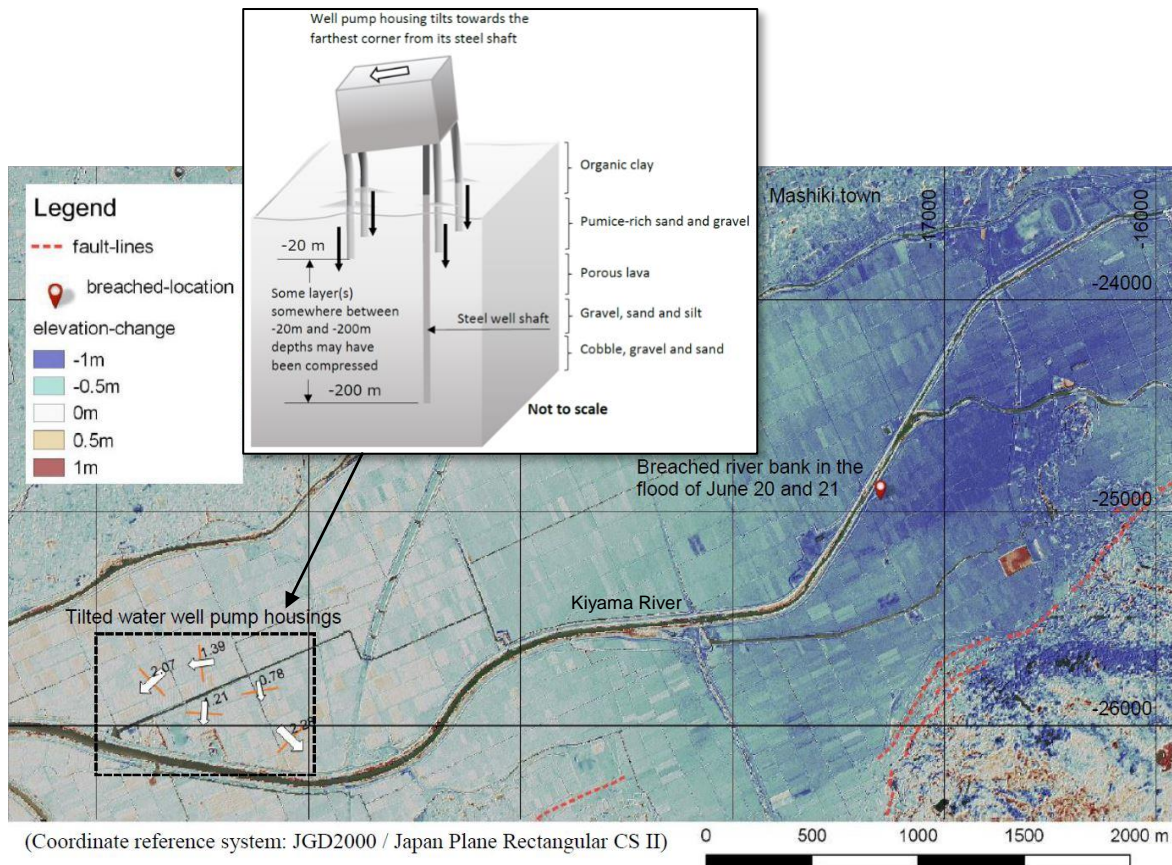 Well pump housing tilts towards the
farthest corner from its steel shaft
Organic clay
Pumice-rich sand and gravel
Porous lava
Gravel, sand and silt
Cobble, gravel and sand
-20 m
Some layer(s)
somewhere between
-20m and -200m
depths may have
been compressed
-200 m
Steel well shaft
Not to scale
Legend
fault-lines
breached-location
elevation-change
-1m
-0.5m
0m
0.5m
1m
Mashiki town
-17000
-16000
-24000
Breached river bank in the
flood of June 20 and 21
-25000
Kiyama River
Tilted water well pump housings
2.07
1.39
0.78
1.21
2.28
-26000
(Coordinate reference system: JGD2000 / Japan Plane Rectangular CS II)
0 500 1000 1500 2000 m